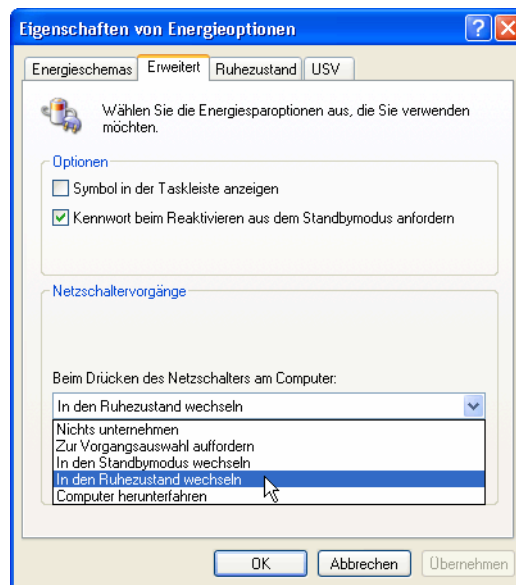 Eigenschaften von Energieoptionen
Energieschemas Erweitert Ruhezustand USV
Wählen Sie die Energiesparoptionen aus, die Sie verwenden
möchten.
Optionen
Symbol in der Taskleiste anzeigen
Kennwort beim Reaktivieren aus dem Standbymodus anfordern
Netzschaltervorgänge
Beim Drücken des Netzschalters am Computer:
In den Ruhezustand wechseln
Nichts unternehmen
Zur Vorgangsauswahl auffordern
In den Standbymodus wechseln
In den Ruhezustand wechseln
Computer herunterfahren
OK Abbrechen Übernehmen